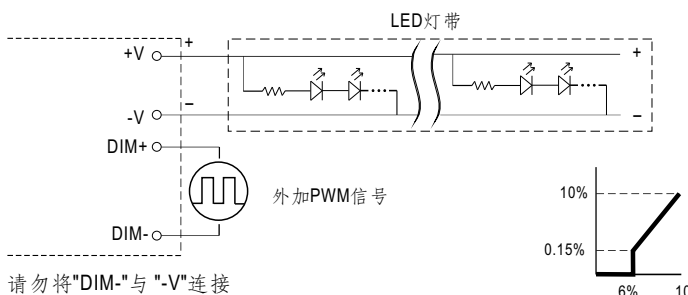 LED灯带
+V
+
+
-V
−
−
DIM+
外加PWM信号
DIM-
请勿将"DIM-"与 "-V"连接
10%
0.15%
6%
10